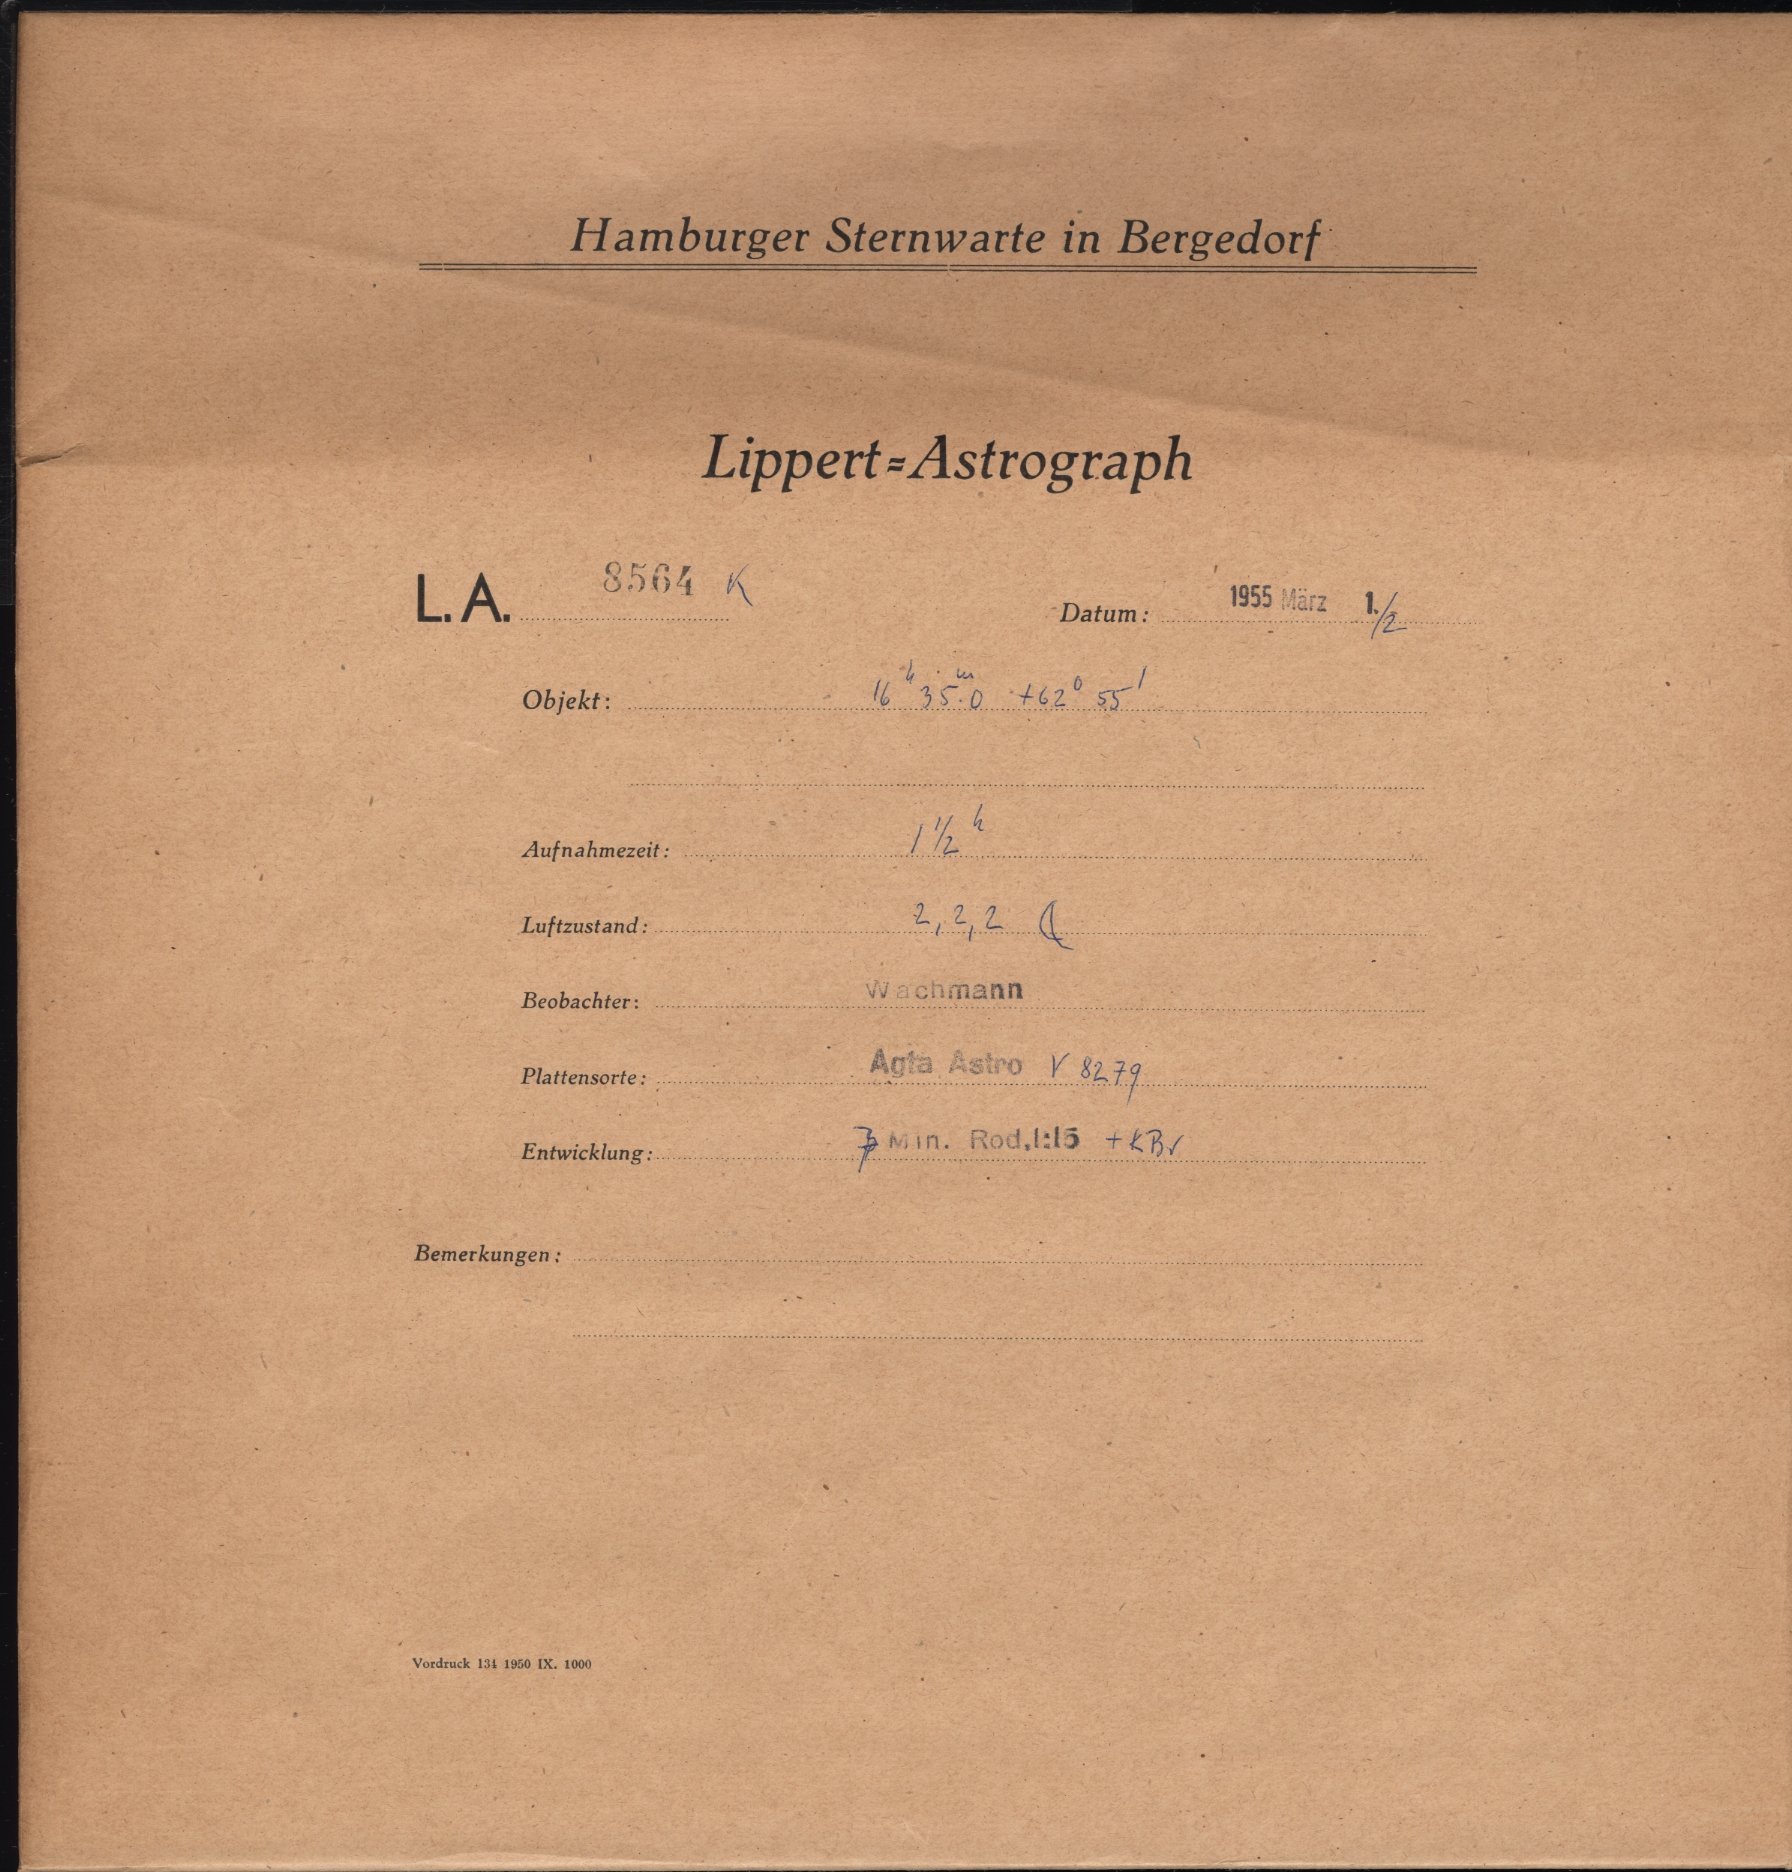 Hamburger Sternwarte in Bergedorf
Lippert=Astrograph
L.A. 8564 K
Datum: 1955 März 1./2
Objekt: 16h 35m.0 +62° 55'
Aufnahmezeit: 1 1/2 h
Luftzustand: 2, 2, 2
Beobachter: Wachmann
Plattensorte: Agfa Astro V 8279
Entwicklung: 7 Min. Rod, 1:15 + KBr
Bemerkungen:
Vordruck 134 1950 IX. 1000